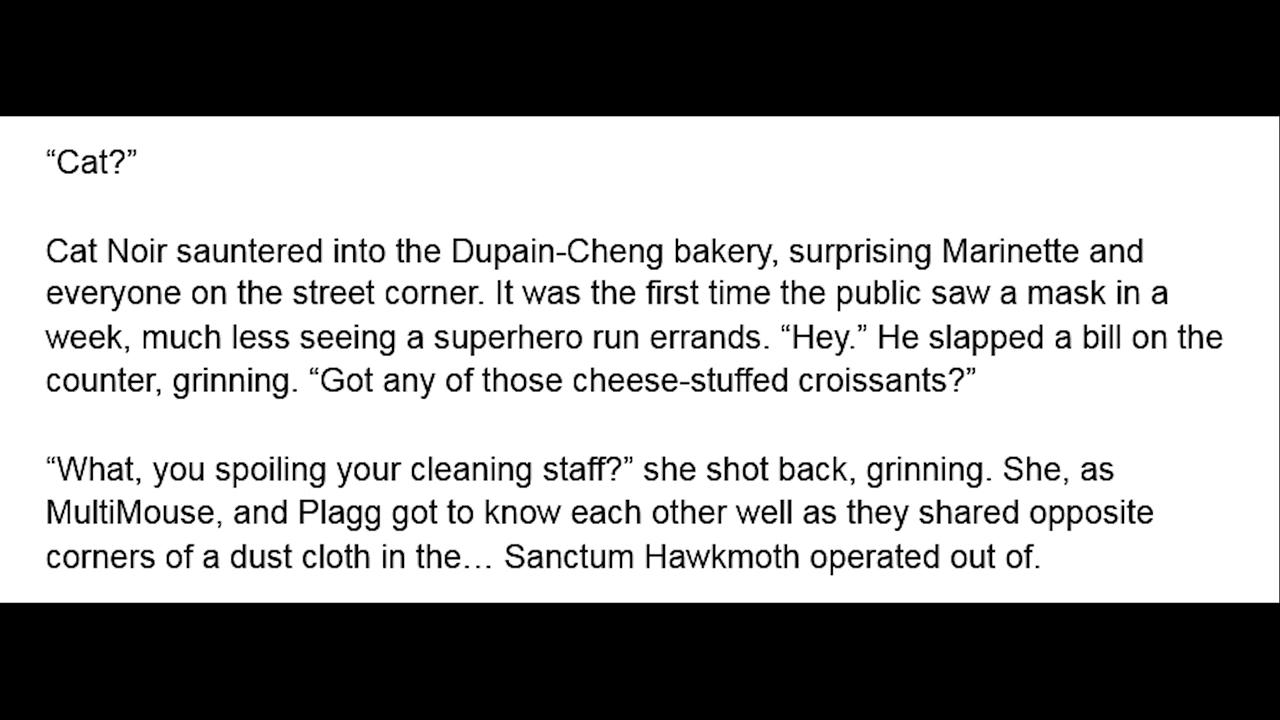 “Cat?”
Cat Noir sauntered into the Dupain-Cheng bakery, surprising Marinette and
everyone on the street corner. It was the first time the public saw a mask in a
week, much less seeing a superhero run errands. “Hey.” He slapped a bill on the
counter, grinning. “Got any of those cheese-stuffed croissants?”
“What, you spoiling your cleaning staff?” she shot back, grinning. She, as
MultiMouse, and Plagg got to know each other well as they shared opposite
corners of a dust cloth in the… Sanctum Hawkmoth operated out of.